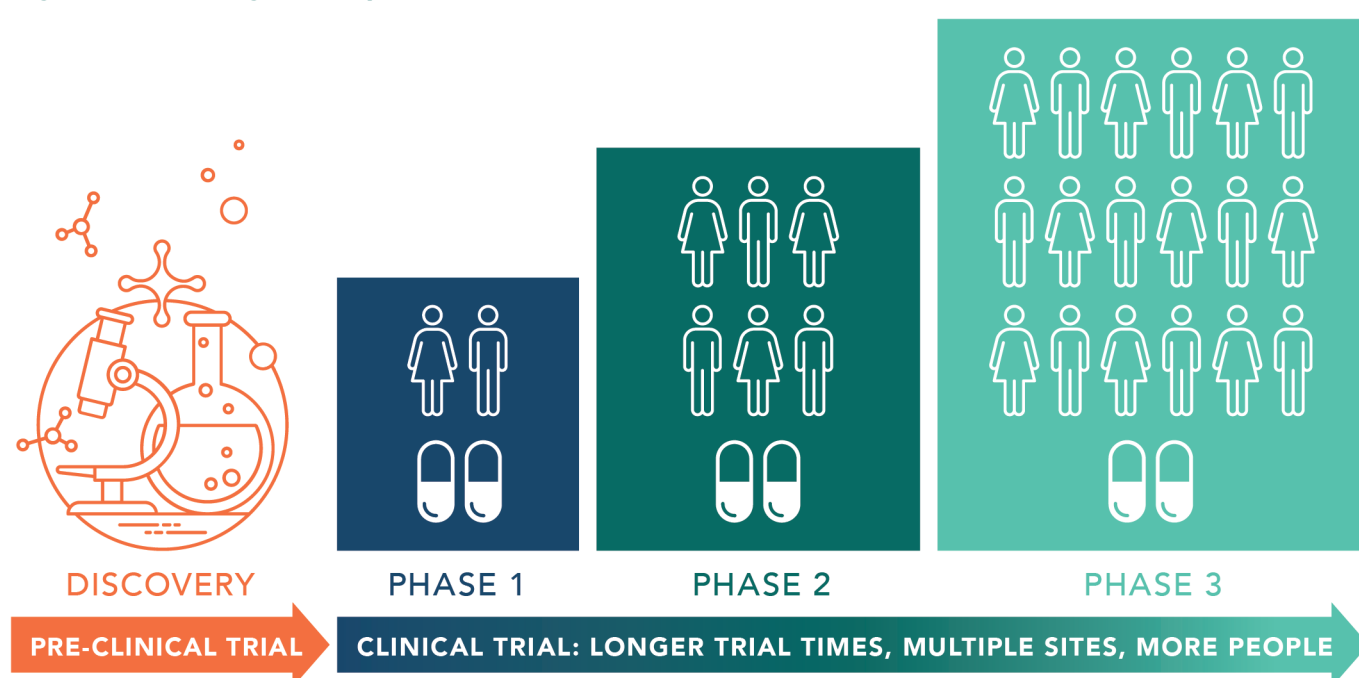 DISCOVERY
PHASE 1
PHASE 2
PHASE 3
PRE-CLINICAL TRIAL
CLINICAL TRIAL: LONGER TRIAL TIMES, MULTIPLE SITES, MORE PEOPLE